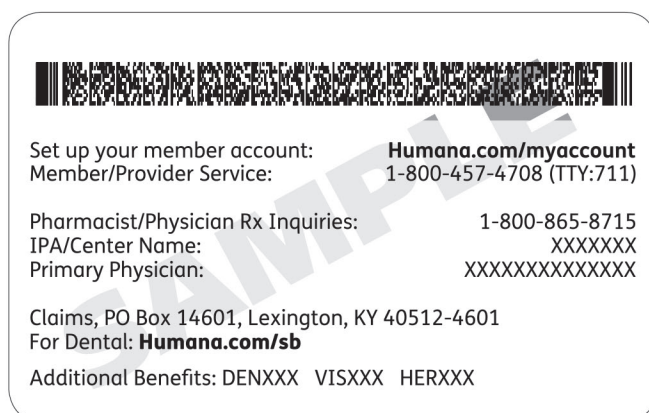 Set up your member account: Humana.com/myaccount
Member/Provider Service: 1-800-457-4708 (TTY:711)
Pharmacist/Physician Rx Inquiries: 1-800-865-8715
IPA/Center Name: XXXXXXX
Primary Physician: XXXXXXXXXXXXXX
Claims, PO Box 14601, Lexington, KY 40512-4601
For Dental: Humana.com/sb
Additional Benefits: DENXXX VISXXX HERXXX
SAMPLE